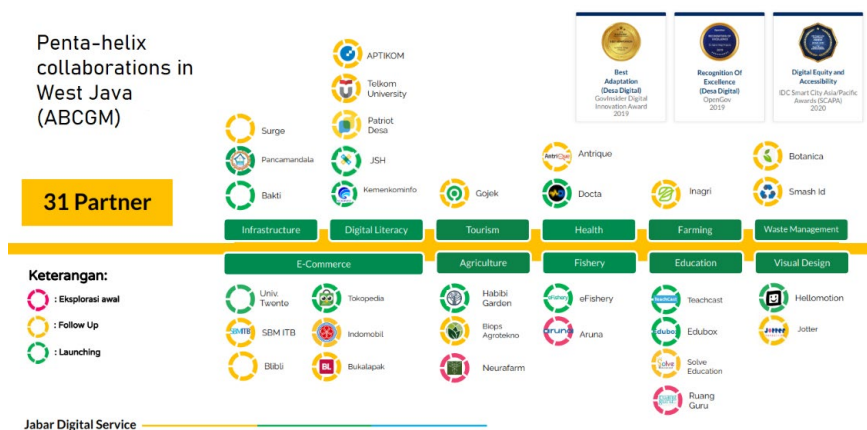 Penta-helix
collaborations in
West Java
(ABCGM)
31 Partner
Best
Adaptation
(Desa Digital)
GovInsider Digital
Innovation Award
2019
Recognition Of
Excellence
(Desa Digital)
OpenGov
2019
Digital Equity and
Accessibility
IDC Smart City Asia/Pacific
Awards (SCAPA)
2020
APTIKOM
Telkom
University
Patriot
Desa
JSH
Kemenkominfo
Surge
Pancamandala
Bakti
Gojek
Antrique
Docta
Inagri
Botanica
Smash Id
Infrastructure
Digital Literacy
Tourism
Health
Farming
Waste Management
E-Commerce
Agriculture
Fishery
Education
Visual Design
Keterangan:
: Eksplorasi awal
: Follow Up
: Launching
Univ.
Twente
SBM ITB
Blibli
Tokopedia
Indomobil
BL
Bukalapak
Habibi
Garden
Biops
Agrotekno
Neurafarm
eFishery
eFishery
aruna
Aruna
TeachCast
Teachcast
edubox
Edubox
Solve
Education
Ruang
Guru
Hellomotion
Jotter
Jabar Digital Service